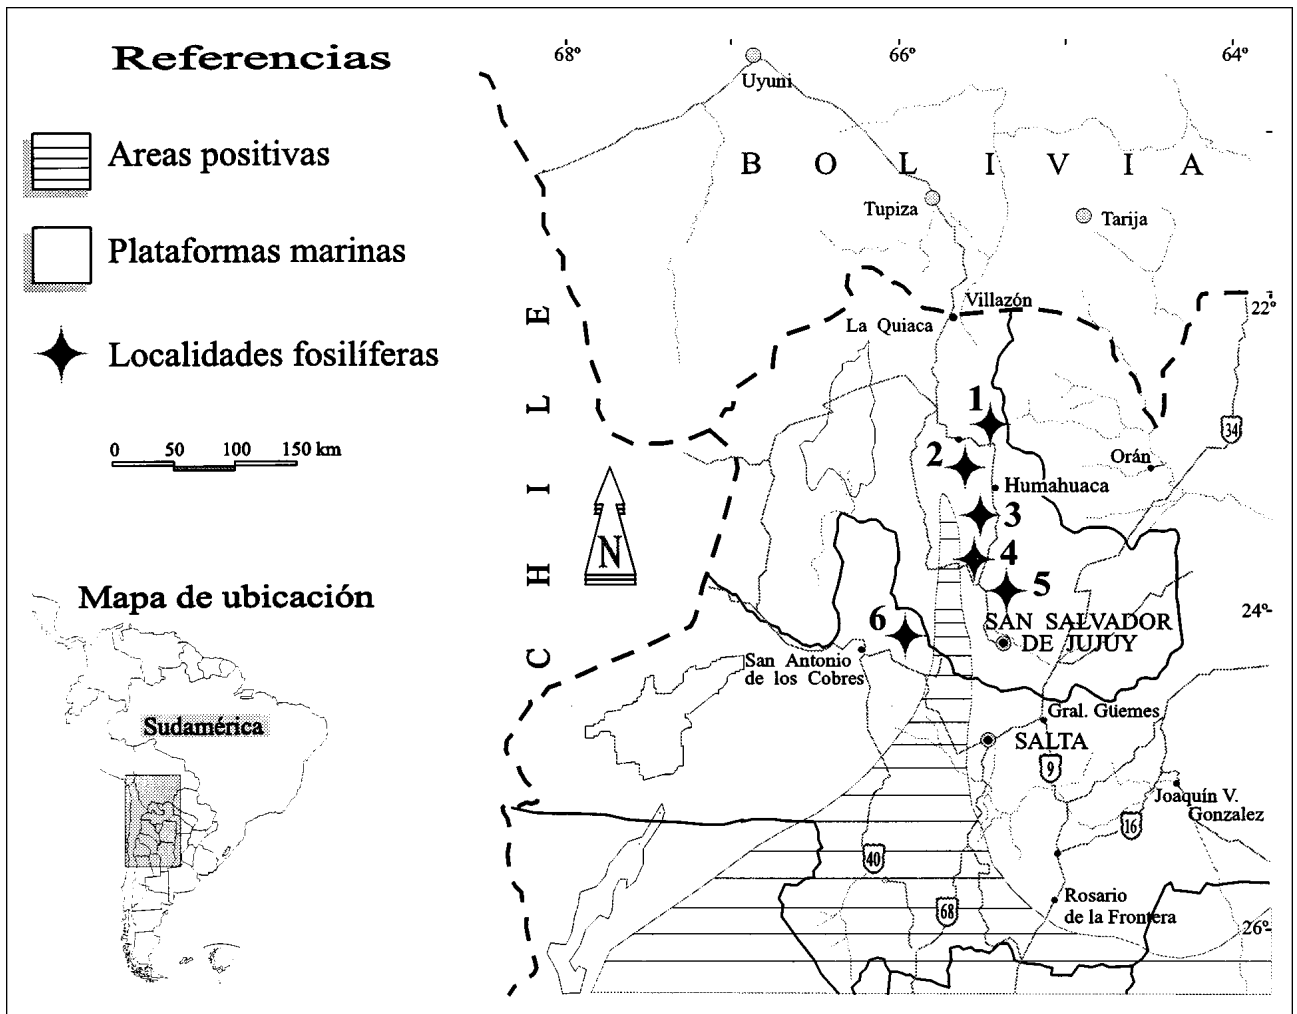 Referencias
Areas positivas
Plataformas marinas
Localidades fosilíferas
0 50 100 150 km
Mapa de ubicación
Sudamérica
68º 66º 64º
Uyuni
B O L I V I A
Tupiza
Tarija
Villazón
22º
La Quiaca
C H I L E
1
34
2
Orán
Humahuaca
3
N
4
5
24º
6
SAN SALVADOR
DE JUJUY
San Antonio
de los Cobres
Gral. Güemes
SALTA
9
Joaquín V.
Gonzalez
16
40
68
Rosario
de la Frontera
26º